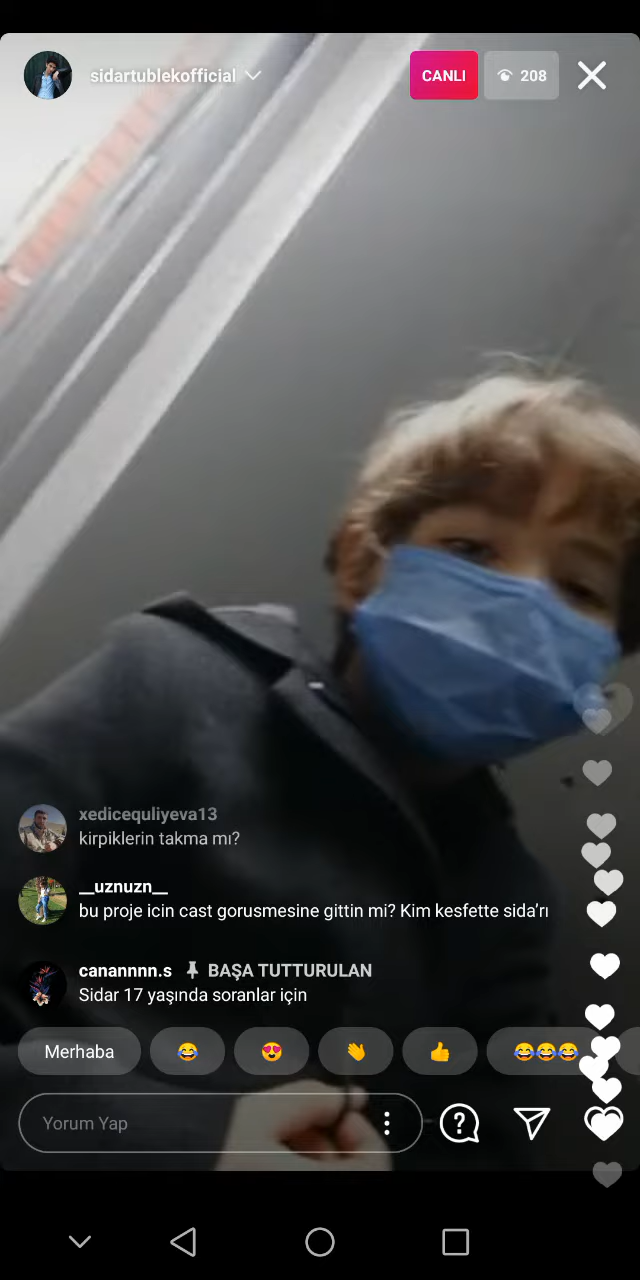 sidartublekofficial
CANLI
208
xedicequliyeva13
kirpiklerin takma mı?
__uznuzn__
bu proje icin cast gorusmesine gittin mi? Kim kesfette sida'rı
canannnn.s BAŞA TUTTURULAN
Sidar 17 yaşında soranlar için
Merhaba
Yorum Yap